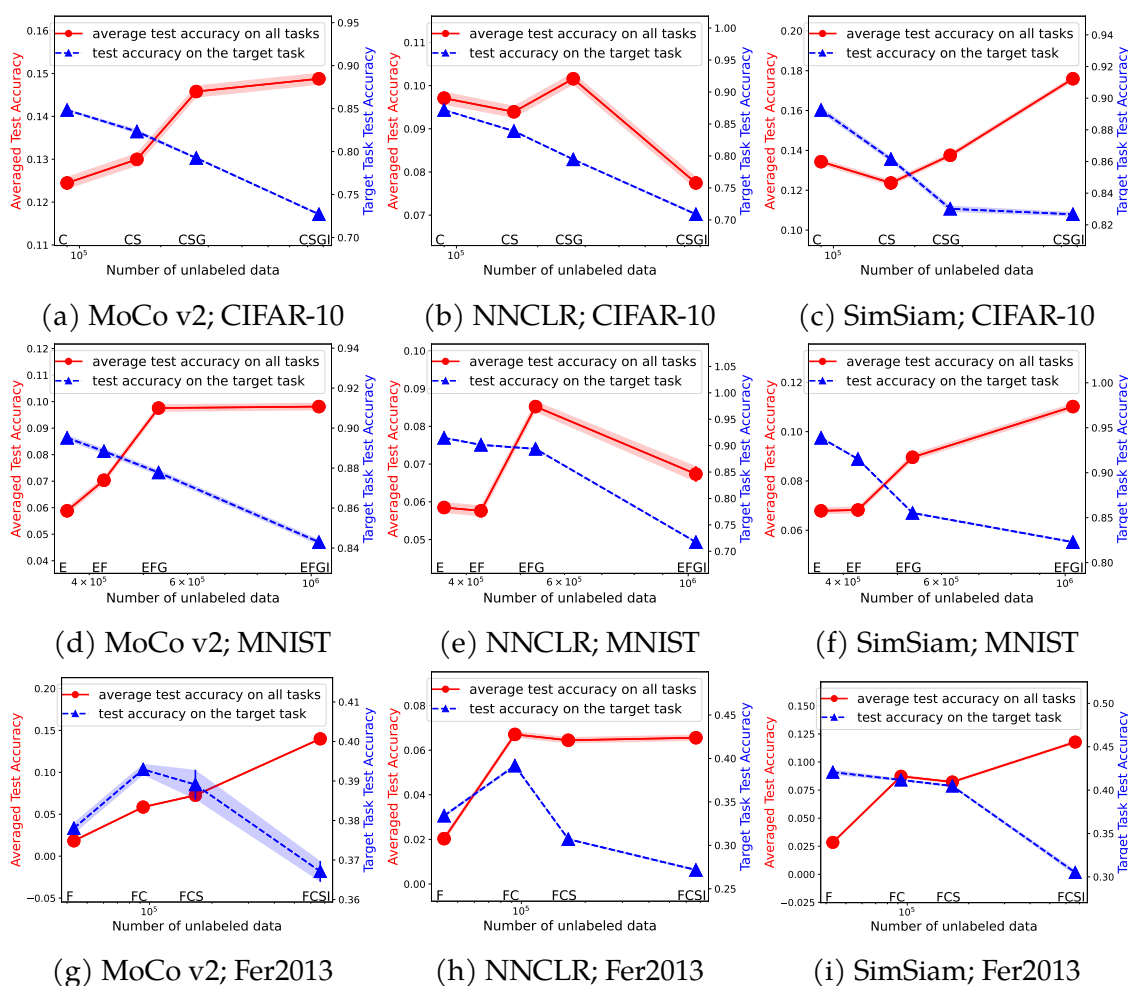 0.16
0.15
0.14
0.13
0.12
0.11
Averaged Test Accuracy
average test accuracy on all tasks
test accuracy on the target task
C CS CSG CSGI
10⁵
Number of unlabeled data
0.95
0.90
0.85
0.80
0.75
0.70
Target Task Test Accuracy
0.11
0.10
0.09
0.08
0.07
Averaged Test Accuracy
average test accuracy on all tasks
test accuracy on the target task
C CS CSG CSGI
10⁵
Number of unlabeled data
1.00
0.95
0.90
0.85
0.80
0.75
0.70
Target Task Test Accuracy
0.20
0.18
0.16
0.14
0.12
0.10
Averaged Test Accuracy
average test accuracy on all tasks
test accuracy on the target task
C CS CSG CSGI
10⁵
Number of unlabeled data
0.94
0.92
0.90
0.88
0.86
0.84
0.82
Target Task Test Accuracy
(a) MoCo v2; CIFAR-10
(b) NNCLR; CIFAR-10
(c) SimSiam; CIFAR-10
0.12
0.11
0.10
0.09
0.08
0.07
0.06
0.05
0.04
Averaged Test Accuracy
average test accuracy on all tasks
test accuracy on the target task
E EF EFG EFGI
4 × 10⁵ 6 × 10⁵ 10⁶
Number of unlabeled data
0.94
0.92
0.90
0.88
0.86
0.84
Target Task Test Accuracy
0.10
0.09
0.08
0.07
0.06
0.05
Averaged Test Accuracy
average test accuracy on all tasks
test accuracy on the target task
E EF EFG EFGI
4 × 10⁵ 6 × 10⁵ 10⁶
Number of unlabeled data
1.05
1.00
0.95
0.90
0.85
0.80
0.75
0.70
Target Task Test Accuracy
0.12
0.10
0.08
0.06
Averaged Test Accuracy
average test accuracy on all tasks
test accuracy on the target task
E EF EFG EFGI
4 × 10⁵ 6 × 10⁵ 10⁶
Number of unlabeled data
1.00
0.95
0.90
0.85
0.80
Target Task Test Accuracy
(d) MoCo v2; MNIST
(e) NNCLR; MNIST
(f) SimSiam; MNIST
0.20
0.15
0.10
0.05
0.00
−0.05
Averaged Test Accuracy
average test accuracy on all tasks
test accuracy on the target task
F FC FCS FCSI
10⁵
Number of unlabeled data
0.41
0.40
0.39
0.38
0.37
0.36
Target Task Test Accuracy
0.08
0.06
0.04
0.02
0.00
Averaged Test Accuracy
average test accuracy on all tasks
test accuracy on the target task
F FC FCS FCSI
10⁵
Number of unlabeled data
0.45
0.40
0.35
0.30
0.25
Target Task Test Accuracy
0.150
0.125
0.100
0.075
0.050
0.025
0.000
−0.025
Averaged Test Accuracy
average test accuracy on all tasks
test accuracy on the target task
F FC FCS FCSI
10⁵
Number of unlabeled data
0.50
0.45
0.40
0.35
0.30
Target Task Test Accuracy
(g) MoCo v2; Fer2013
(h) NNCLR; Fer2013
(i) SimSiam; Fer2013